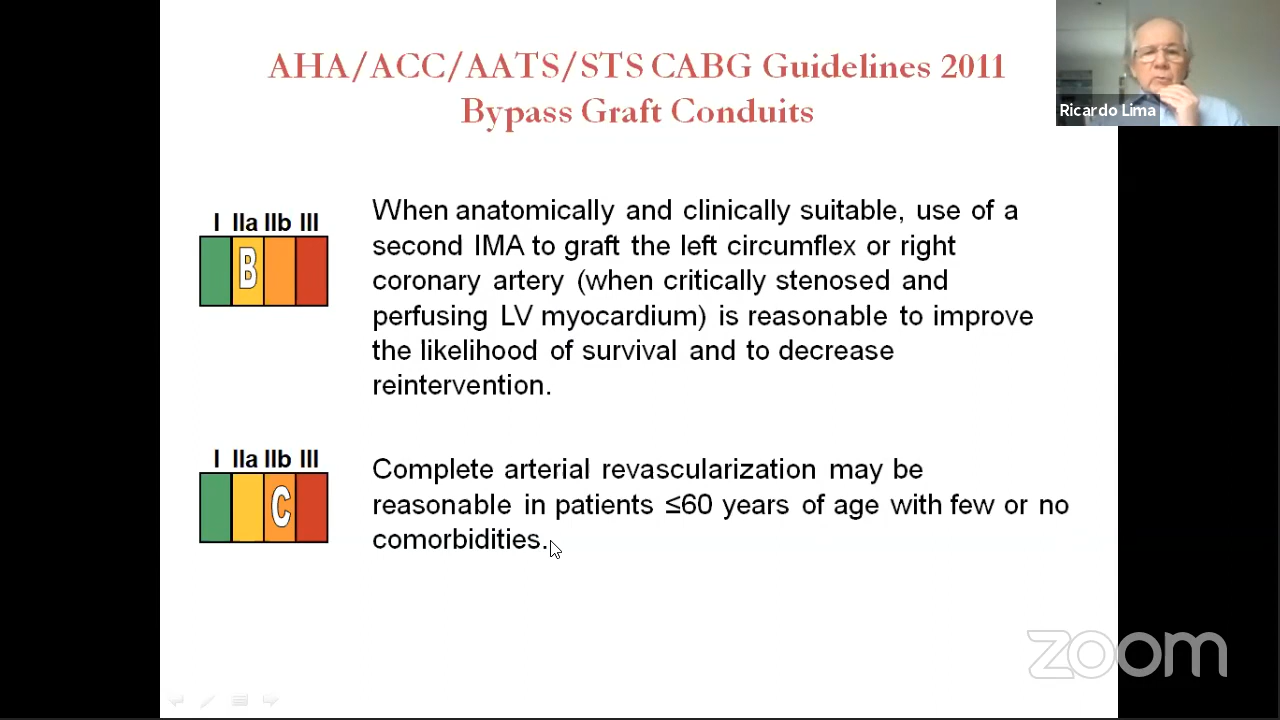 AHA/ACC/AATS/STS CABG Guidelines 2011
Bypass Graft Conduits
Ricardo Lima
I IIa IIb III
B
When anatomically and clinically suitable, use of a
second IMA to graft the left circumflex or right
coronary artery (when critically stenosed and
perfusing LV myocardium) is reasonable to improve
the likelihood of survival and to decrease
reintervention.
I IIa IIb III
C
Complete arterial revascularization may be
reasonable in patients ≤60 years of age with few or no
comorbidities.
zoom